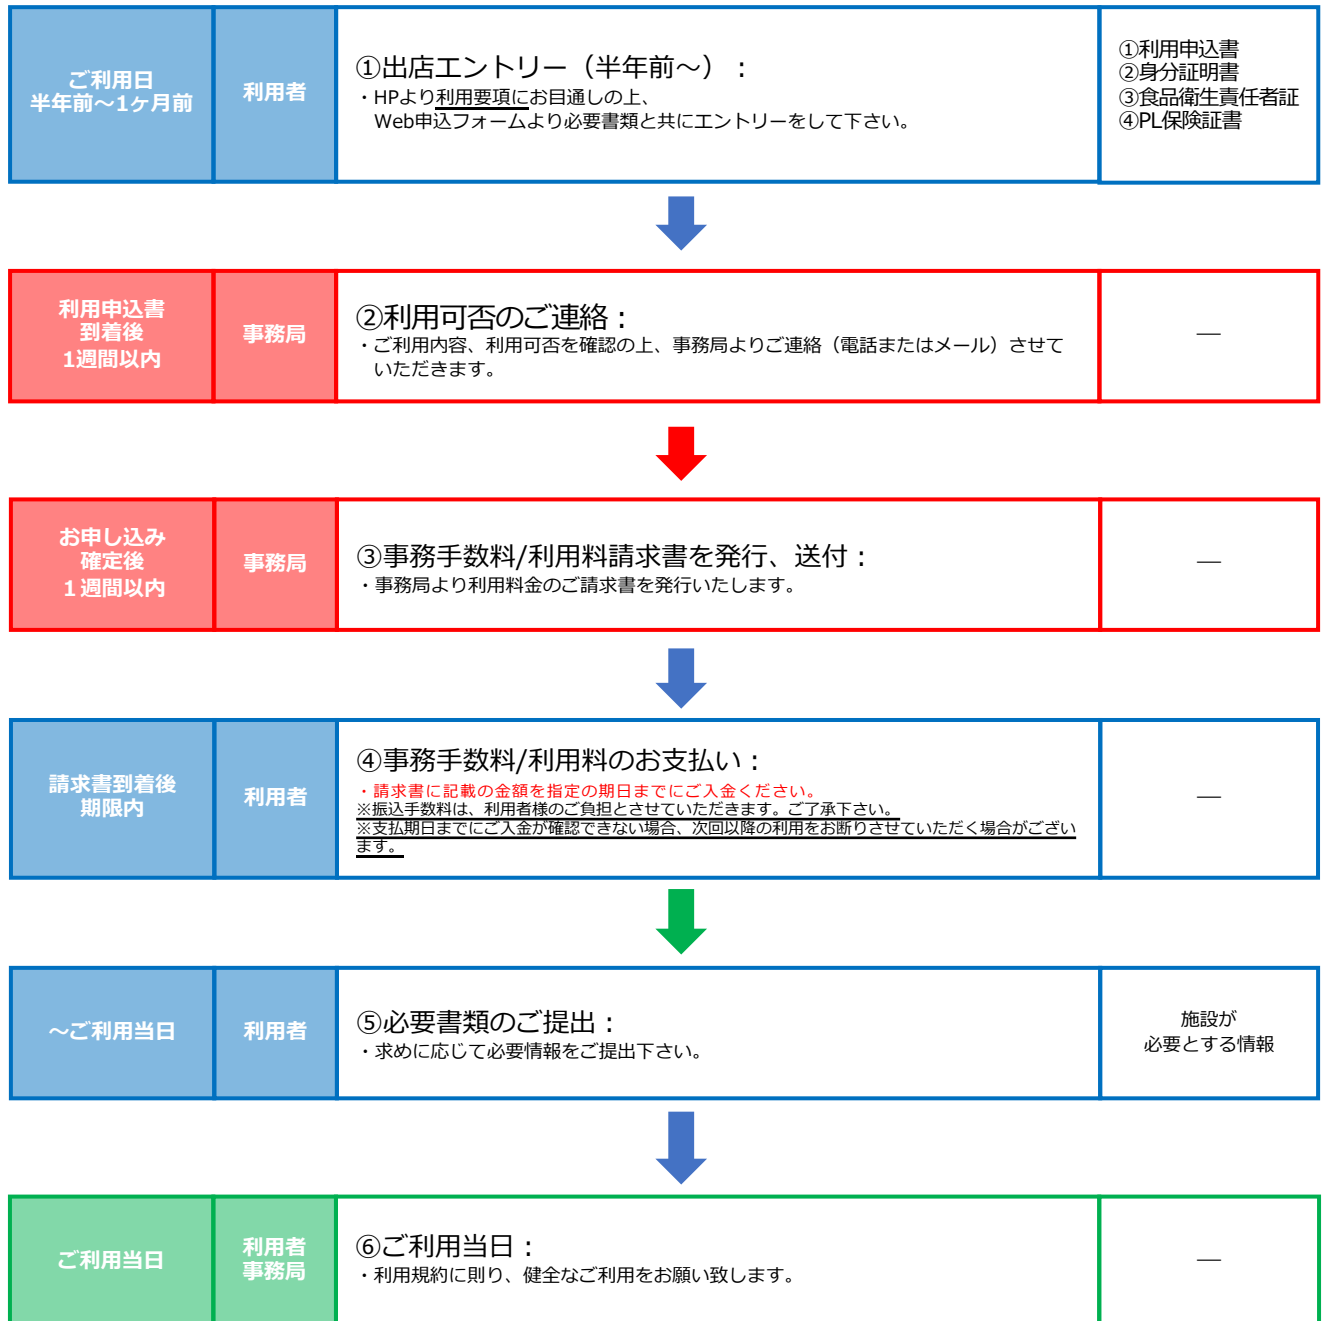 ご利用日
半年前～1ヶ月前
利用者
①出店エントリー（半年前～）：
・HPより利用要項にお目通しの上、
Web申込フォームより必要書類と共にエントリーをして下さい。
①利用申込書
②身分証明書
③食品衛生責任者証
④PL保険証書
利用申込書
到着後
1週間以内
事務局
②利用可否のご連絡：
・ご利用内容、利用可否を確認の上、事務局よりご連絡（電話またはメール）させて
いただきます。
―
お申し込み
確定後
１週間以内
事務局
③事務手数料/利用料請求書を発行、送付：
・事務局より利用料金のご請求書を発行いたします。
―
請求書到着後
期限内
利用者
④事務手数料/利用料のお支払い：
・請求書に記載の金額を指定の期日までにご入金ください。
※振込手数料は、利用者様のご負担とさせていただきます。ご了承下さい。
※支払期日までにご入金が確認できない場合、次回以降の利用をお断りさせていただく場合がござい
ます。
―
～ご利用当日
利用者
⑤必要書類のご提出：
・求めに応じて必要情報をご提出下さい。
施設が
必要とする情報
ご利用当日
利用者
事務局
⑥ご利用当日：
・利用規約に則り、健全なご利用をお願い致します。
―